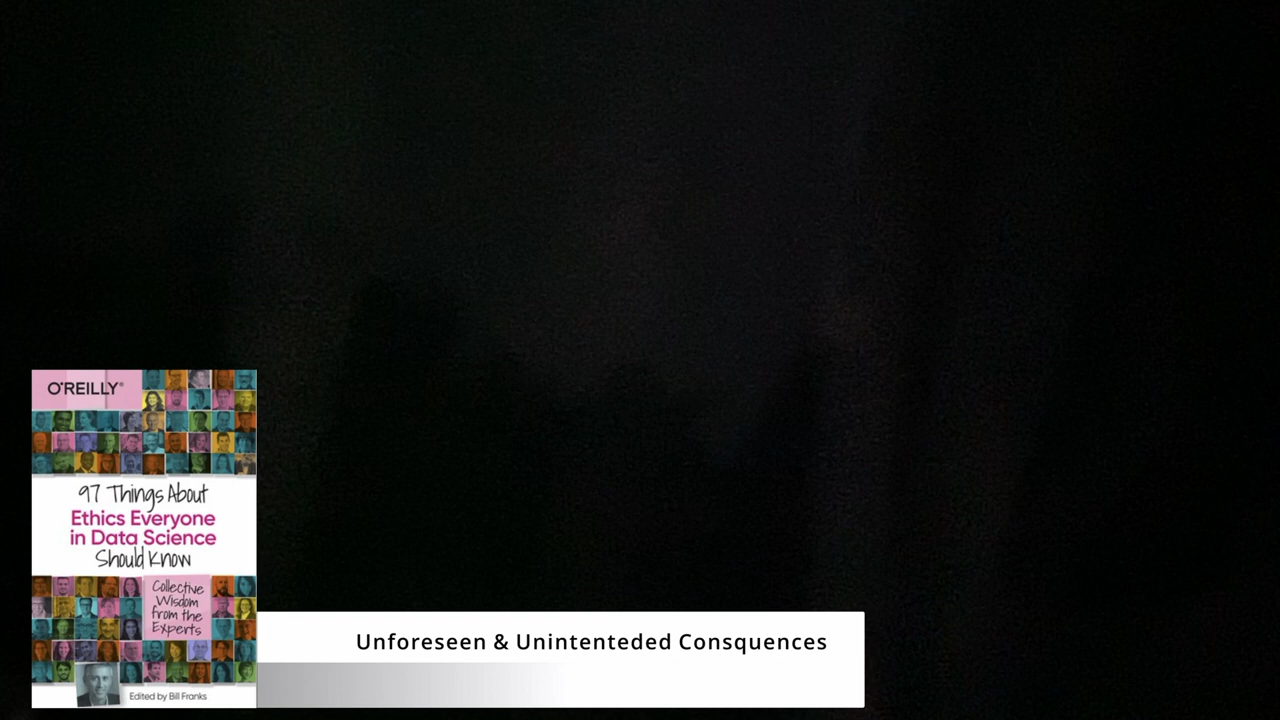 O'REILLY®
97 Things About
Ethics Everyone
in Data Science
Should Know
Collective
Wisdom
from the
Experts
Edited by Bill Franks
Unforeseen & Unintenteded Consquences